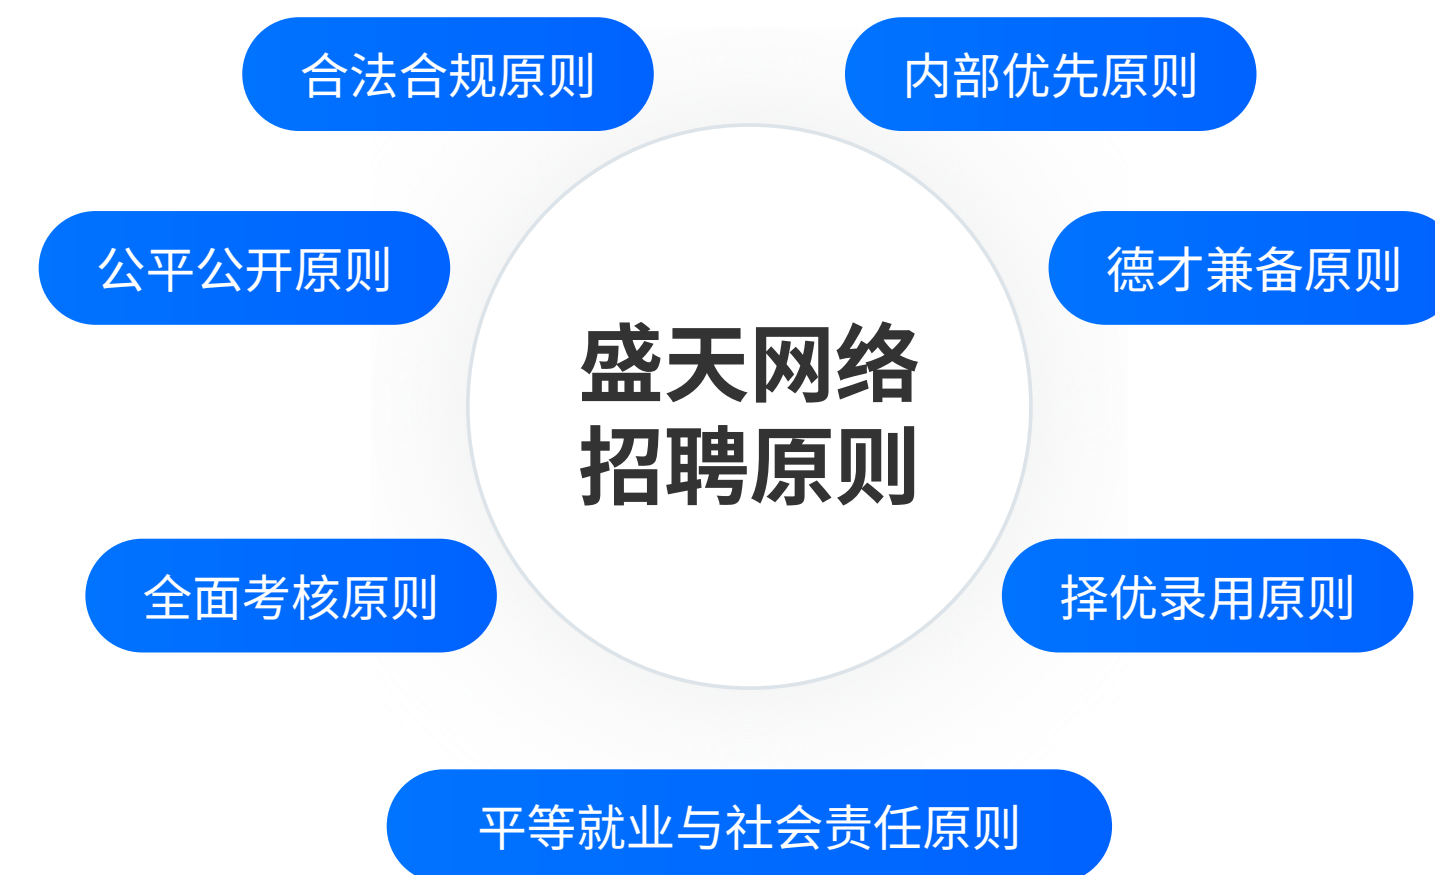 合法合规原则
内部优先原则
公平公开原则
德才兼备原则
盛天网络
招聘原则
全面考核原则
择优录用原则
平等就业与社会责任原则